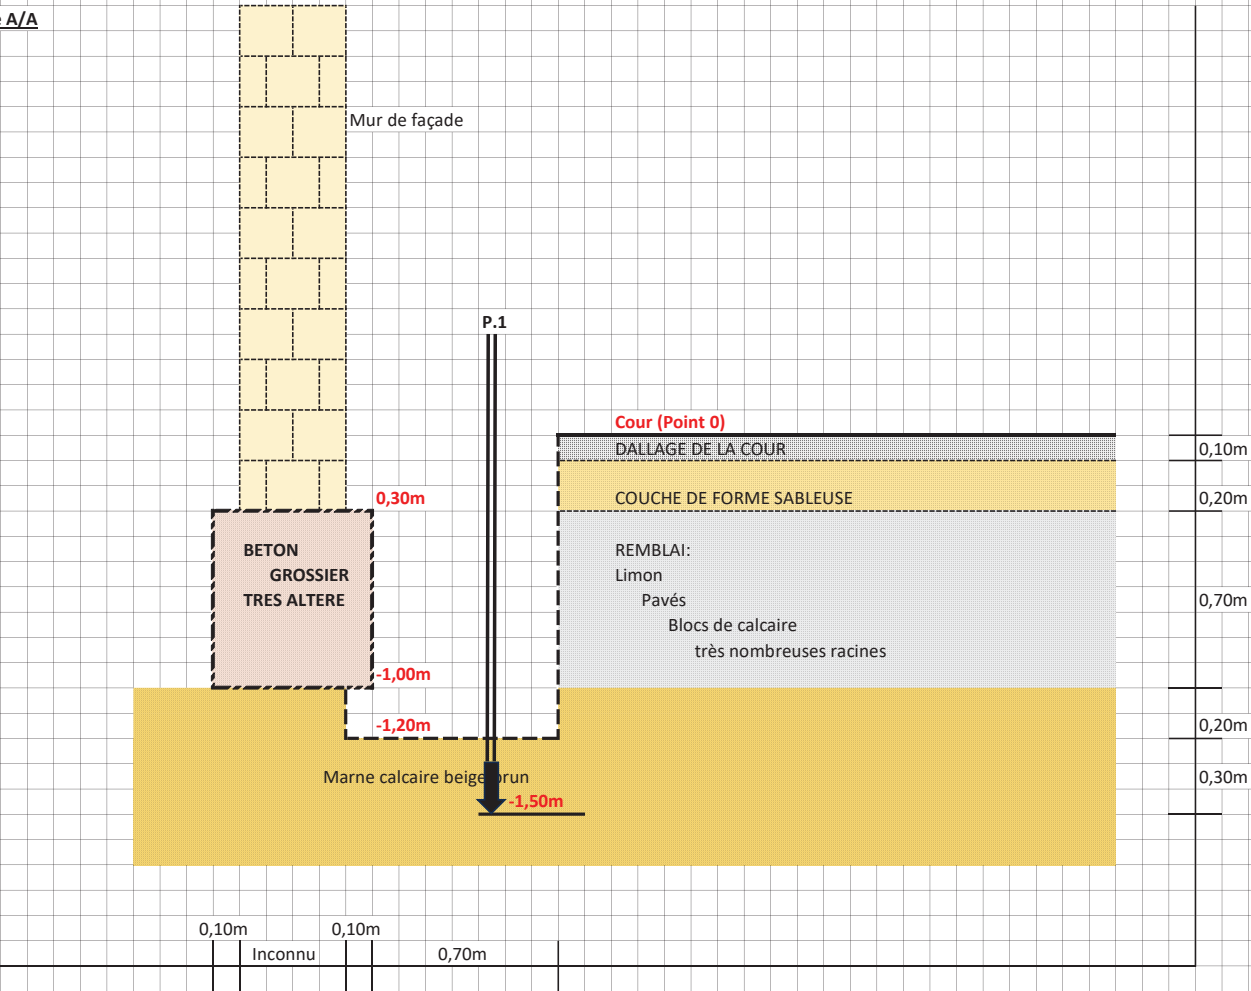 A/A
Mur de façade
P.1
Cour (Point 0)
DALLAGE DE LA COUR
0,10m
0,30m
COUCHE DE FORME SABLEUSE
0,20m
BETON
GROSSIER
TRES ALTERE
REMBLAI:
Limon
Pavés
Blocs de calcaire
très nombreuses racines
0,70m
-1,00m
-1,20m
0,20m
Marne calcaire beige brun
0,30m
-1,50m
0,10m
0,10m
Inconnu
0,70m